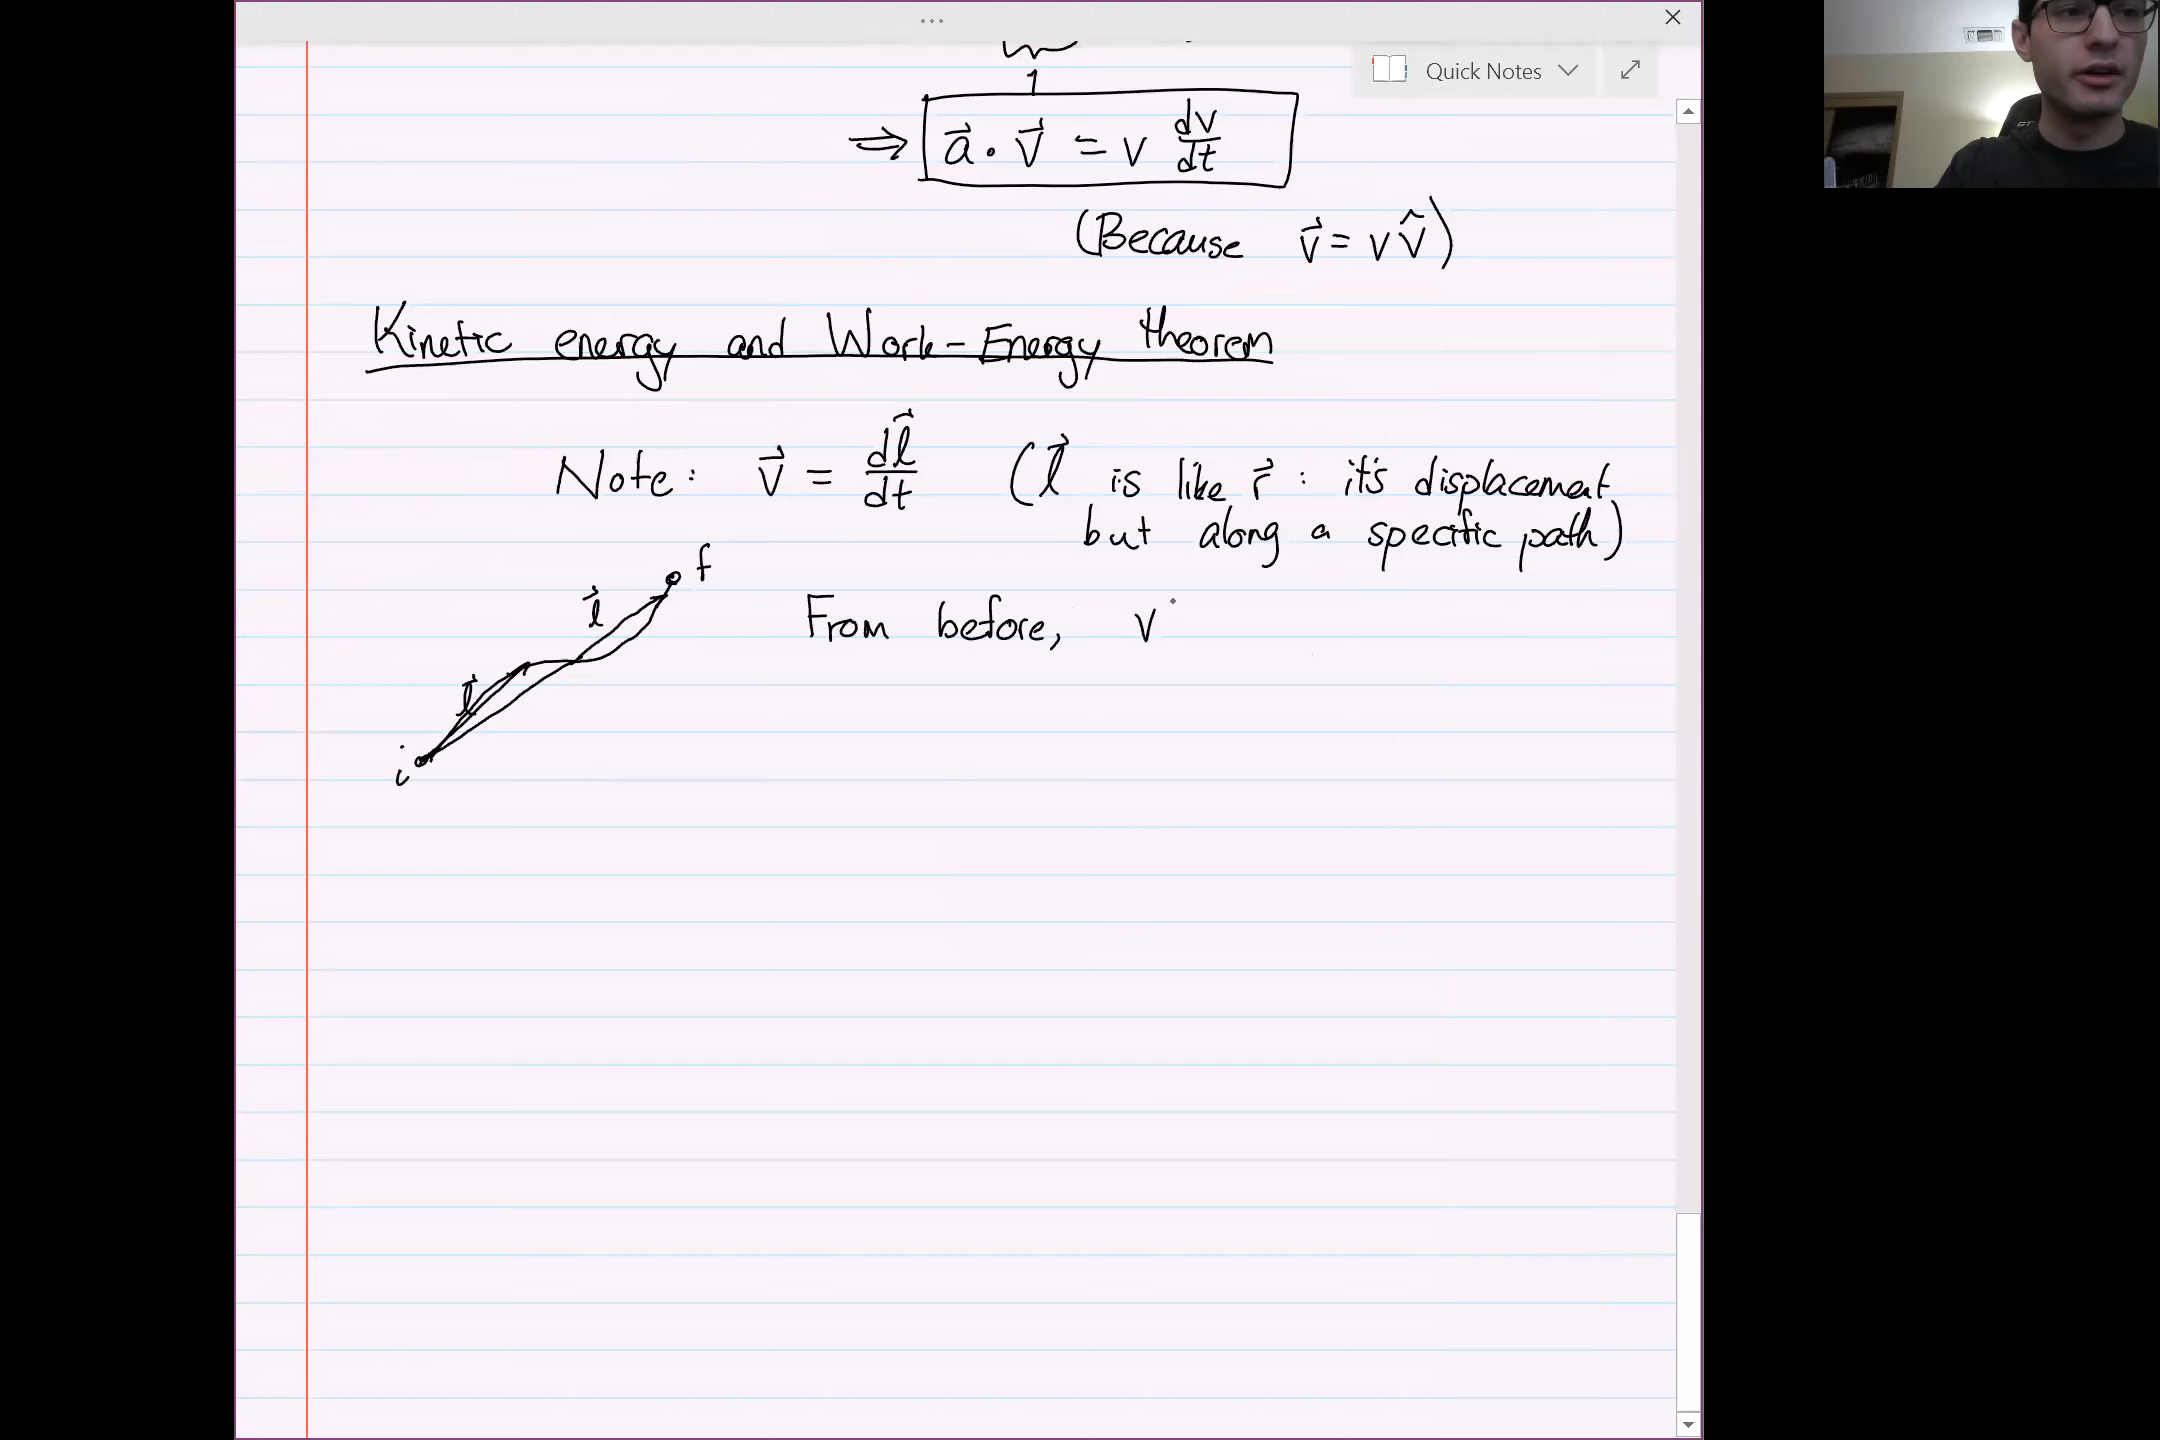 ...
Quick Notes
1
⇒ a⃗ · v⃗ = v dv/dt
(Because v⃗ = v v̂)
Kinetic energy and Work-Energy theorem
Note: v⃗ = dl⃗/dt (l⃗ is like r⃗ : it's displacement
but along a specific path)
f
l⃗
From before, v
l⃗
i